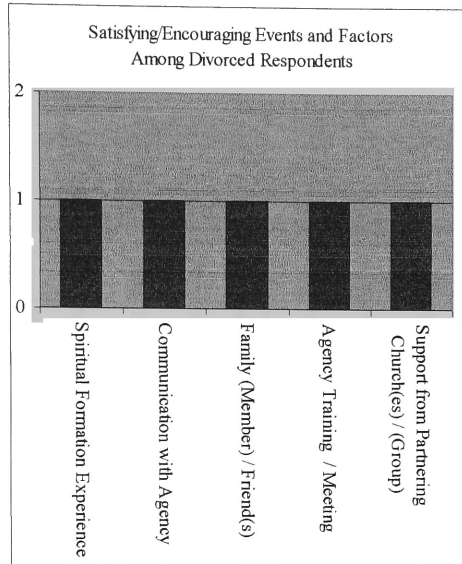 Satisfying/Encouraging Events and Factors
Among Divorced Respondents
2
1
0
Spiritual Formation Experience
Communication with Agency
Family (Member) / Friend(s)
Agency Training / Meeting
Support from Partnering
Church(es) / (Group)